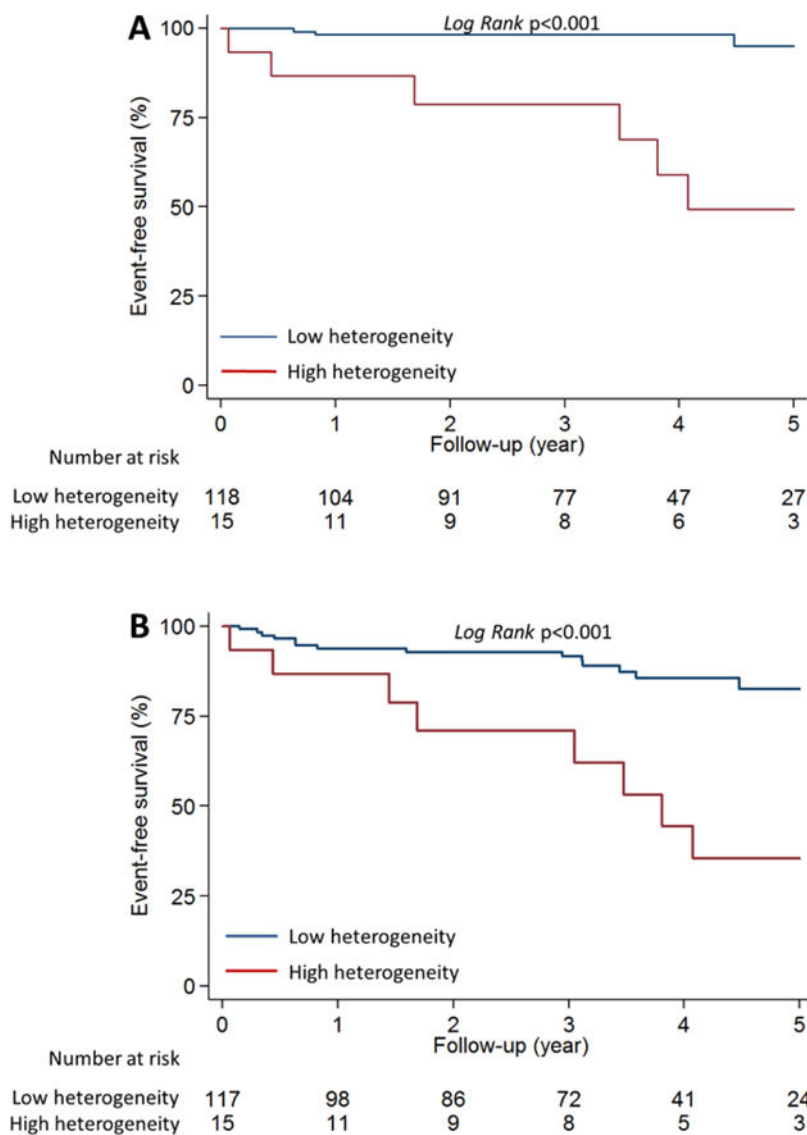 A
Log Rank p<0.001
Event-free survival (%)
100
75
50
25
0
Low heterogeneity
High heterogeneity
0 1 2 3 4 5
Follow-up (year)
Number at risk
Low heterogeneity 118 104 91 77 47 27
High heterogeneity 15 11 9 8 6 3
B
Log Rank p<0.001
Event-free survival (%)
100
75
50
25
0
Low heterogeneity
High heterogeneity
0 1 2 3 4 5
Follow-up (year)
Number at risk
Low heterogeneity 117 98 86 72 41 24
High heterogeneity 15 11 9 8 5 3